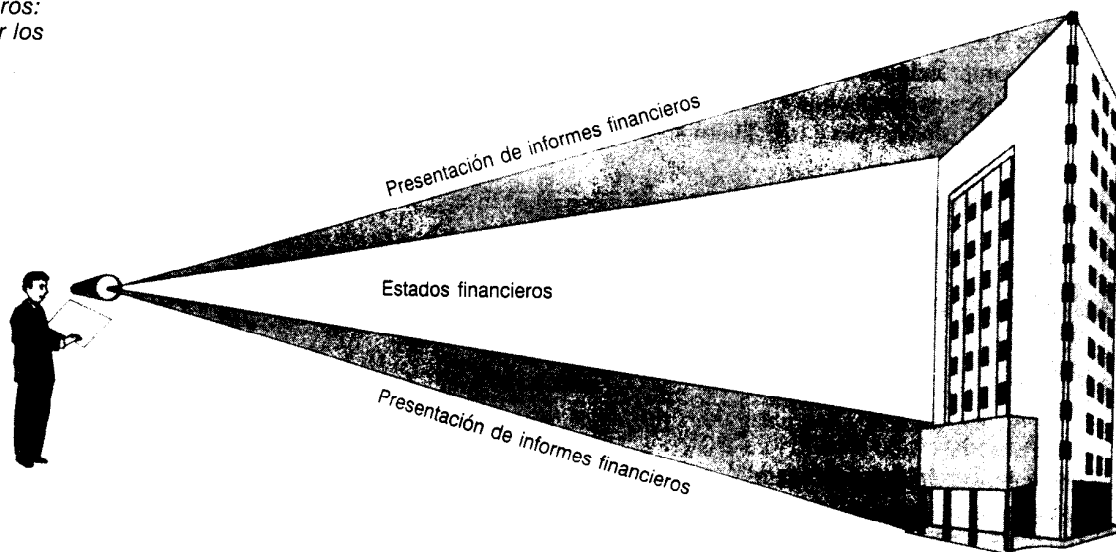 ros:
r los
Presentación de informes financieros
Estados financieros
Presentación de informes financieros